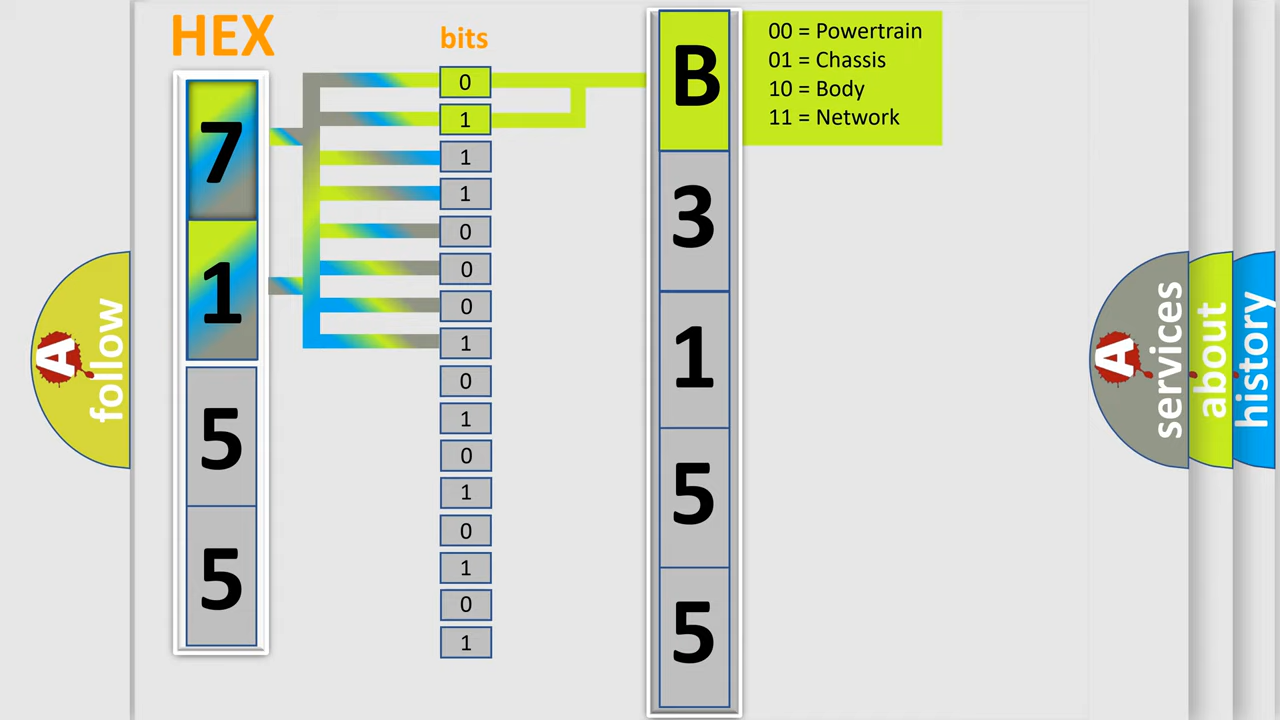 HEX
bits
7
1
5
5
0
1
1
1
0
0
0
1
0
1
0
1
0
1
0
1
B
3
1
5
5
00 = Powertrain
01 = Chassis
10 = Body
11 = Network
A
follow
A
services
about
history